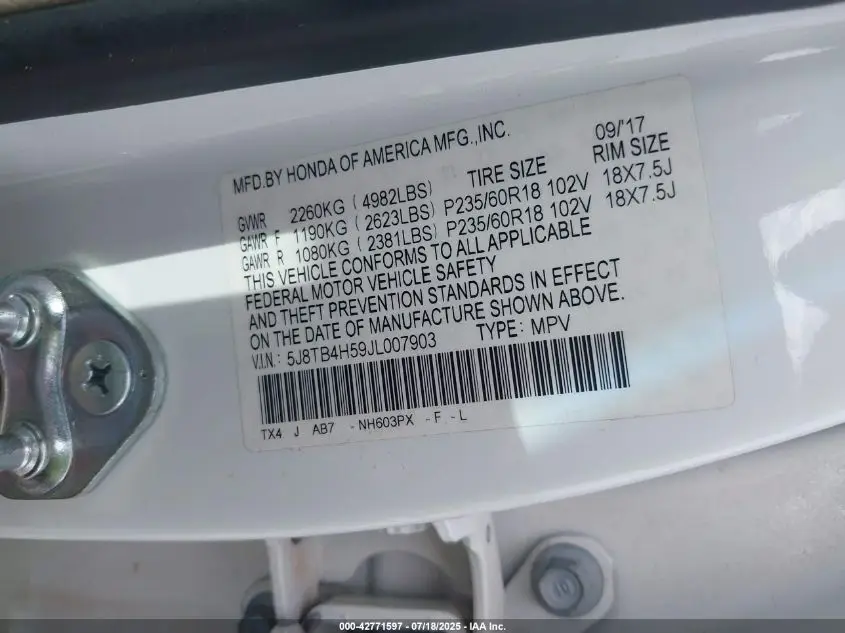 MFD.BY HONDA OF AMERICA MFG.,INC. 09/'17
TIRE SIZE RIM SIZE
GVWR 2260KG ( 4982LBS)
GAWR F 1190KG ( 2623LBS) P235/60R18 102V 18X7.5J
GAWR R 1080KG ( 2381LBS) P235/60R18 102V 18X7.5J
THIS VEHICLE CONFORMS TO ALL APPLICABLE
FEDERAL MOTOR VEHICLE SAFETY
AND THEFT PREVENTION STANDARDS IN EFFECT
ON THE DATE OF MANUFACTURE SHOWN ABOVE.
V.I.N.: 5J8TB4H59JL007903 TYPE: MPV
TX4 J AB7 - NH603PX - F - L
10
000-42771597 - 07/18/2025 - IAA Inc.